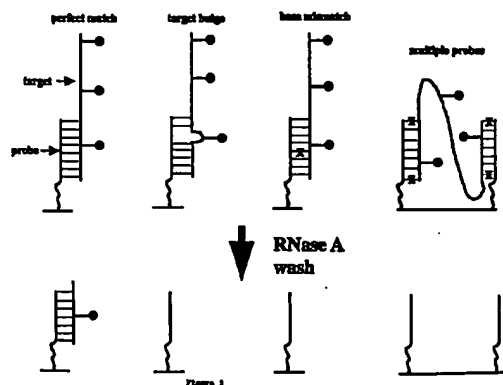 perfect match
target bulge
base mismatch
multiple probes
target
probe
RNase A
wash
Figure 1